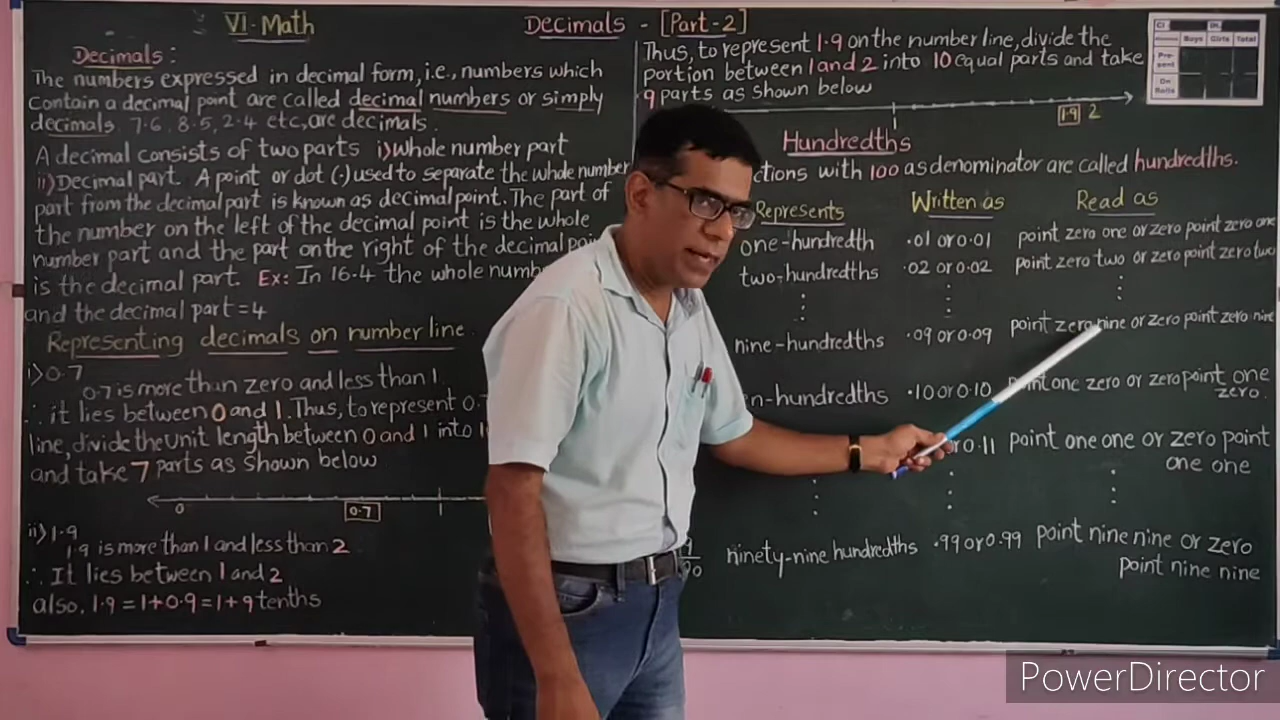 VI-Math
Decimals - [Part-2]
Decimals:
The numbers expressed in decimal form, i.e., numbers which
contain a decimal point are called decimal numbers or simply
decimals. 7.6, 8.5, 2.4 etc, are decimals.
A decimal consists of two parts i) Whole number part
ii) Decimal part. A point or dot (·) used to separate the whole number
part from the decimal part is known as decimal point. The part of
the number on the left of the decimal point is the whole
number part and the part on the right of the decimal
is the decimal part. Ex: In 16.4 the whole
and the decimal part=4
Representing decimals on number line
i) 0.7
0.7 is more than zero and less than 1.
∴ it lies between 0 and 1. Thus, to represent
line, divide the unit length between 0 and 1 into
and take 7 parts as shown below
0 0.7 1
ii) 1.9
1.9 is more than 1 and less than 2
∴ It lies between 1 and 2
also, 1.9 = 1+0.9 = 1+9 tenths
Thus, to represent 1.9 on the number line, divide the
portion between 1 and 2 into 10 equal parts and take
9 parts as shown below
1 1.9 2
Hundredths
with 100 as denominator are called hundredths.
Represents Written as Read as
one-hundredth .01 or 0.01 point zero one or zero point zero one
two-hundredths .02 or 0.02 point zero two or zero point zero two
nine-hundredths .09 or 0.09 point zero nine or zero point zero nine
hundredths .10 or 0.10 point one zero or zero point one
zero.
or 0.11 point one one or zero point
one one
ninety-nine hundredths .99 or 0.99 point nine nine or zero
point nine nine
Cl
Boys Girls Total
Pre-
sent
On
Rolls
PowerDirector